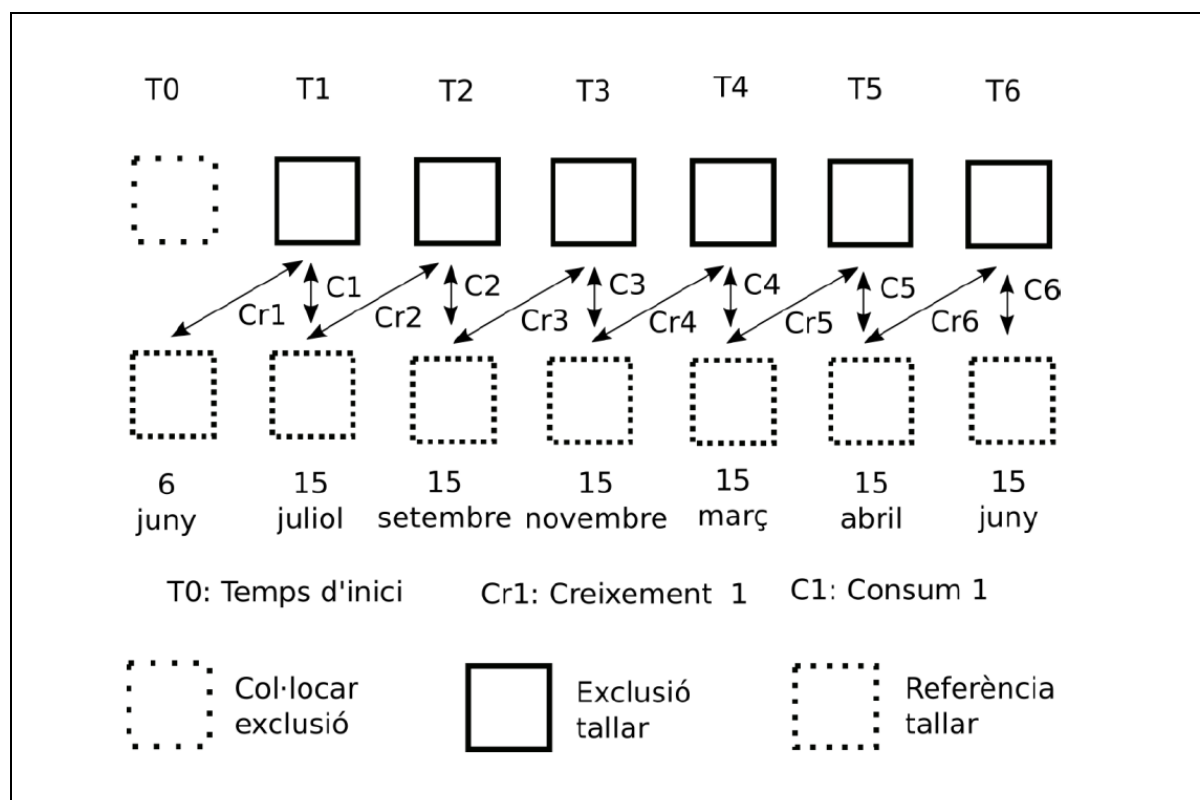 T0 T1 T2 T3 T4 T5 T6
C1 C2 C3 C4 C5 C6
Cr1 Cr2 Cr3 Cr4 Cr5 Cr6
6 15 15 15 15 15 15
juny juliol setembre novembre març abril juny
T0: Temps d'inici Cr1: Creixement 1 C1: Consum 1
Col·locar
exclusió
Exclusió
tallar
Referència
tallar